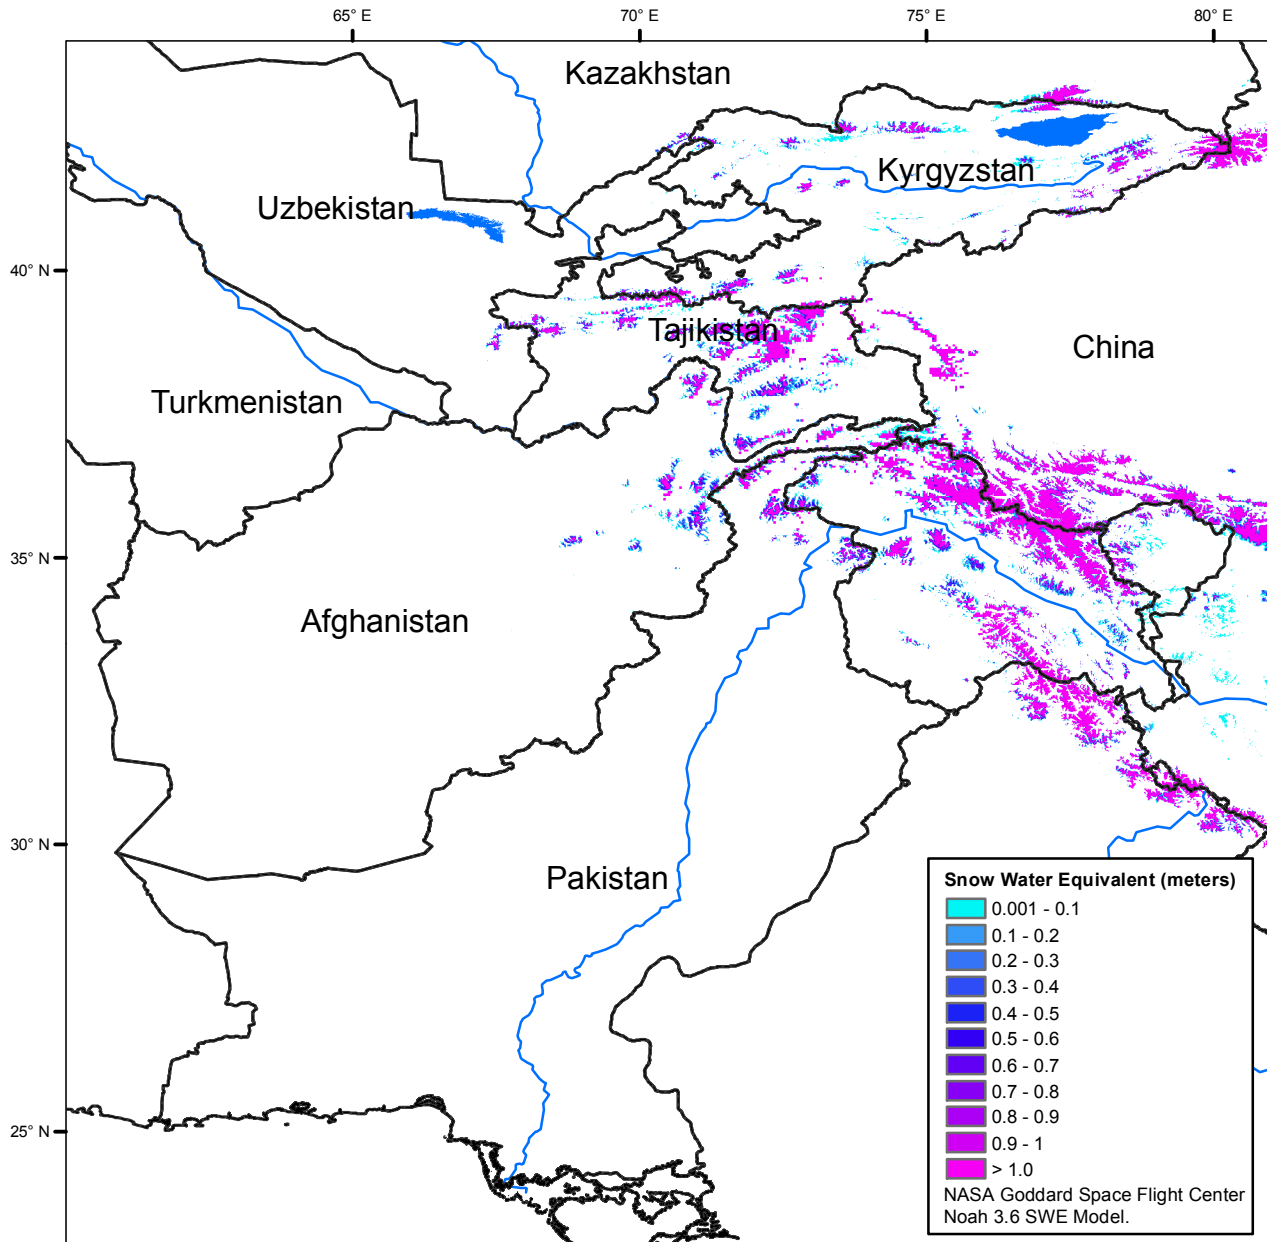 65° E
70° E
75° E
80° E
Kazakhstan
Kyrgyzstan
Uzbekistan
40° N
Tajikistan
China
Turkmenistan
35° N
Afghanistan
30° N
Pakistan
25° N
Snow Water Equivalent (meters)
0.001 - 0.1
0.1 - 0.2
0.2 - 0.3
0.3 - 0.4
0.4 - 0.5
0.5 - 0.6
0.6 - 0.7
0.7 - 0.8
0.8 - 0.9
0.9 - 1
> 1.0
NASA Goddard Space Flight Center
Noah 3.6 SWE Model.